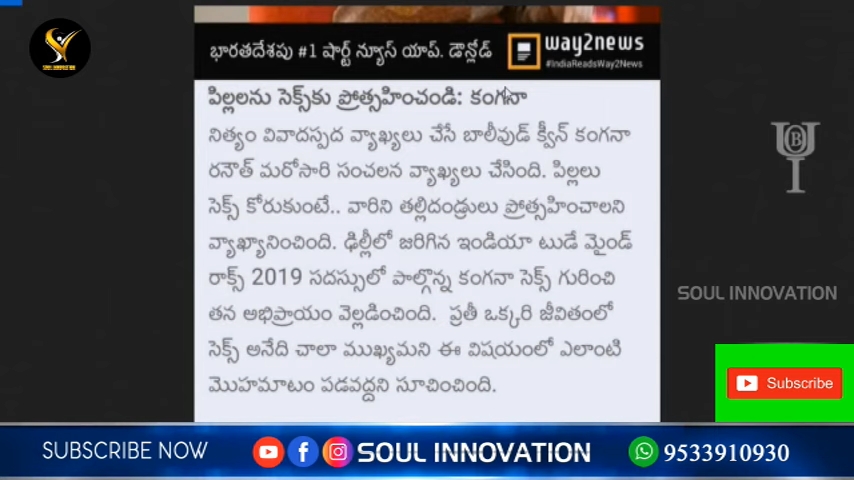 భారతదేశపు #1 షార్ట్ న్యూస్ యాప్. డౌన్లోడ్
way2news
#IndiaReadsWay2News
పిల్లలను సెక్స్‌కు ప్రోత్సహించండి: కంగనా
నిత్యం వివాదస్పద వ్యాఖ్యలు చేసే బాలీవుడ్ క్వీన్ కంగనా
రనౌత్ మరోసారి సంచలన వ్యాఖ్యలు చేసింది. పిల్లలు
సెక్స్ కోరుకుంటే.. వారిని తల్లిదండ్రులు ప్రోత్సహించాలని
వ్యాఖ్యానించింది. ఢిల్లీలో జరిగిన ఇండియా టుడే మైండ్
రాక్స్ 2019 సదస్సులో పాల్గొన్న కంగనా సెక్స్ గురించి
తన అభిప్రాయం వెల్లడించింది. ప్రతీ ఒక్కరి జీవితంలో
సెక్స్ అనేది చాలా ముఖ్యమని ఈ విషయంలో ఎలాంటి
మొహమాటం పడవద్దని సూచించింది.
SOUL INNOVATION
Subscribe
SUBSCRIBE NOW
SOUL INNOVATION
9533910930